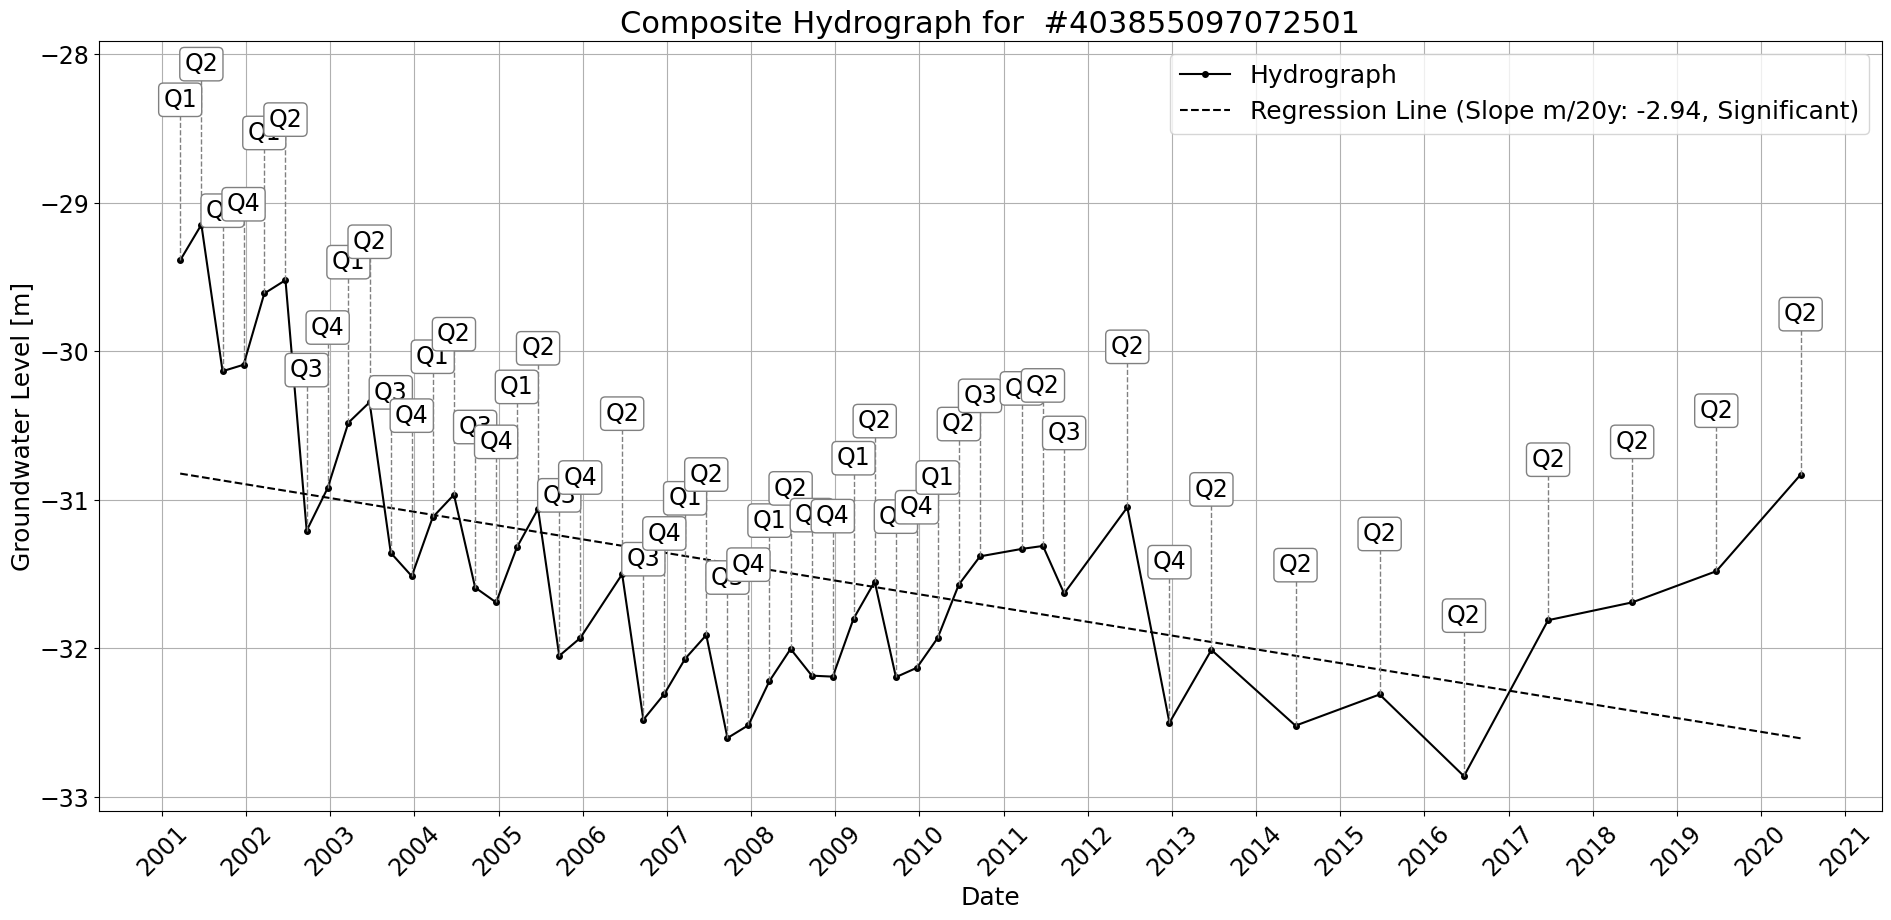 Composite Hydrograph for  #403855097072501
Hydrograph
Regression Line (Slope m/20y: -2.94, Significant)
Groundwater Level [m]
−28
−29
−30
−31
−32
−33
Q1
Q2
Q4
Q1
Q2
Q3
Q4
Q1
Q2
Q3
Q4
Q1
Q2
Q3
Q4
Q1
Q2
Q3
Q4
Q2
Q3
Q4
Q1
Q2
Q4
Q1
Q2
Q4
Q1
Q2
Q4
Q1
Q2
Q3
Q2
Q3
Q2
Q4
Q2
Q2
Q2
Q2
Q2
Q2
Q2
Q2
2001
2002
2003
2004
2005
2006
2007
2008
2009
2010
2011
2012
2013
2014
2015
2016
2017
2018
2019
2020
2021
Date